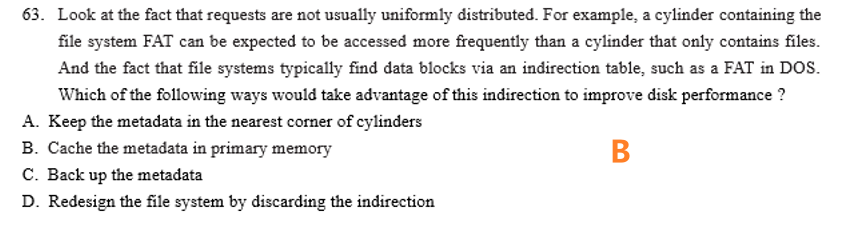 63. Look at the fact that requests are not usually uniformly distributed. For example, a cylinder containing the
file system FAT can be expected to be accessed more frequently than a cylinder that only contains files.
And the fact that file systems typically find data blocks via an indirection table, such as a FAT in DOS.
Which of the following ways would take advantage of this indirection to improve disk performance ?
A. Keep the metadata in the nearest corner of cylinders
B. Cache the metadata in primary memory
B
C. Back up the metadata
D. Redesign the file system by discarding the indirection